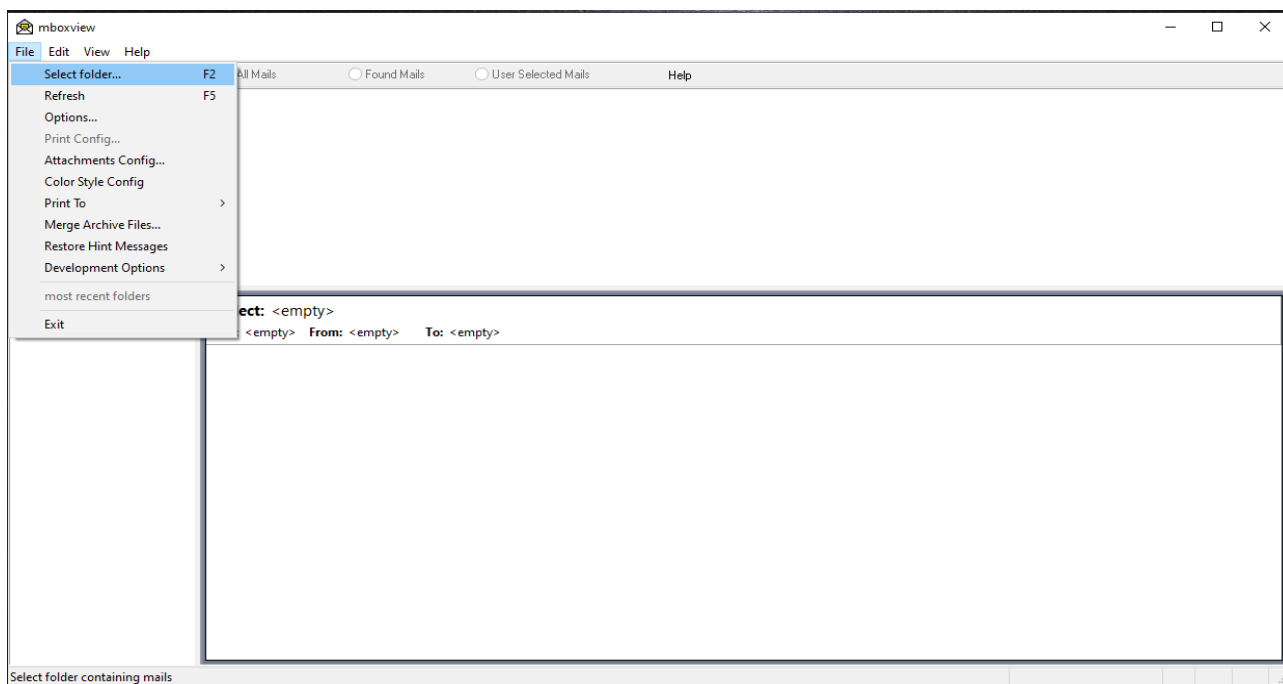 mboxview
File Edit View Help
Select folder... F2 All Mails Found Mails User Selected Mails Help
Refresh F5
Options...
Print Config...
Attachments Config...
Color Style Config
Print To
Merge Archive Files...
Restore Hint Messages
Development Options
most recent folders
ect: <empty>
Exit
: <empty> From: <empty> To: <empty>
Select folder containing mails